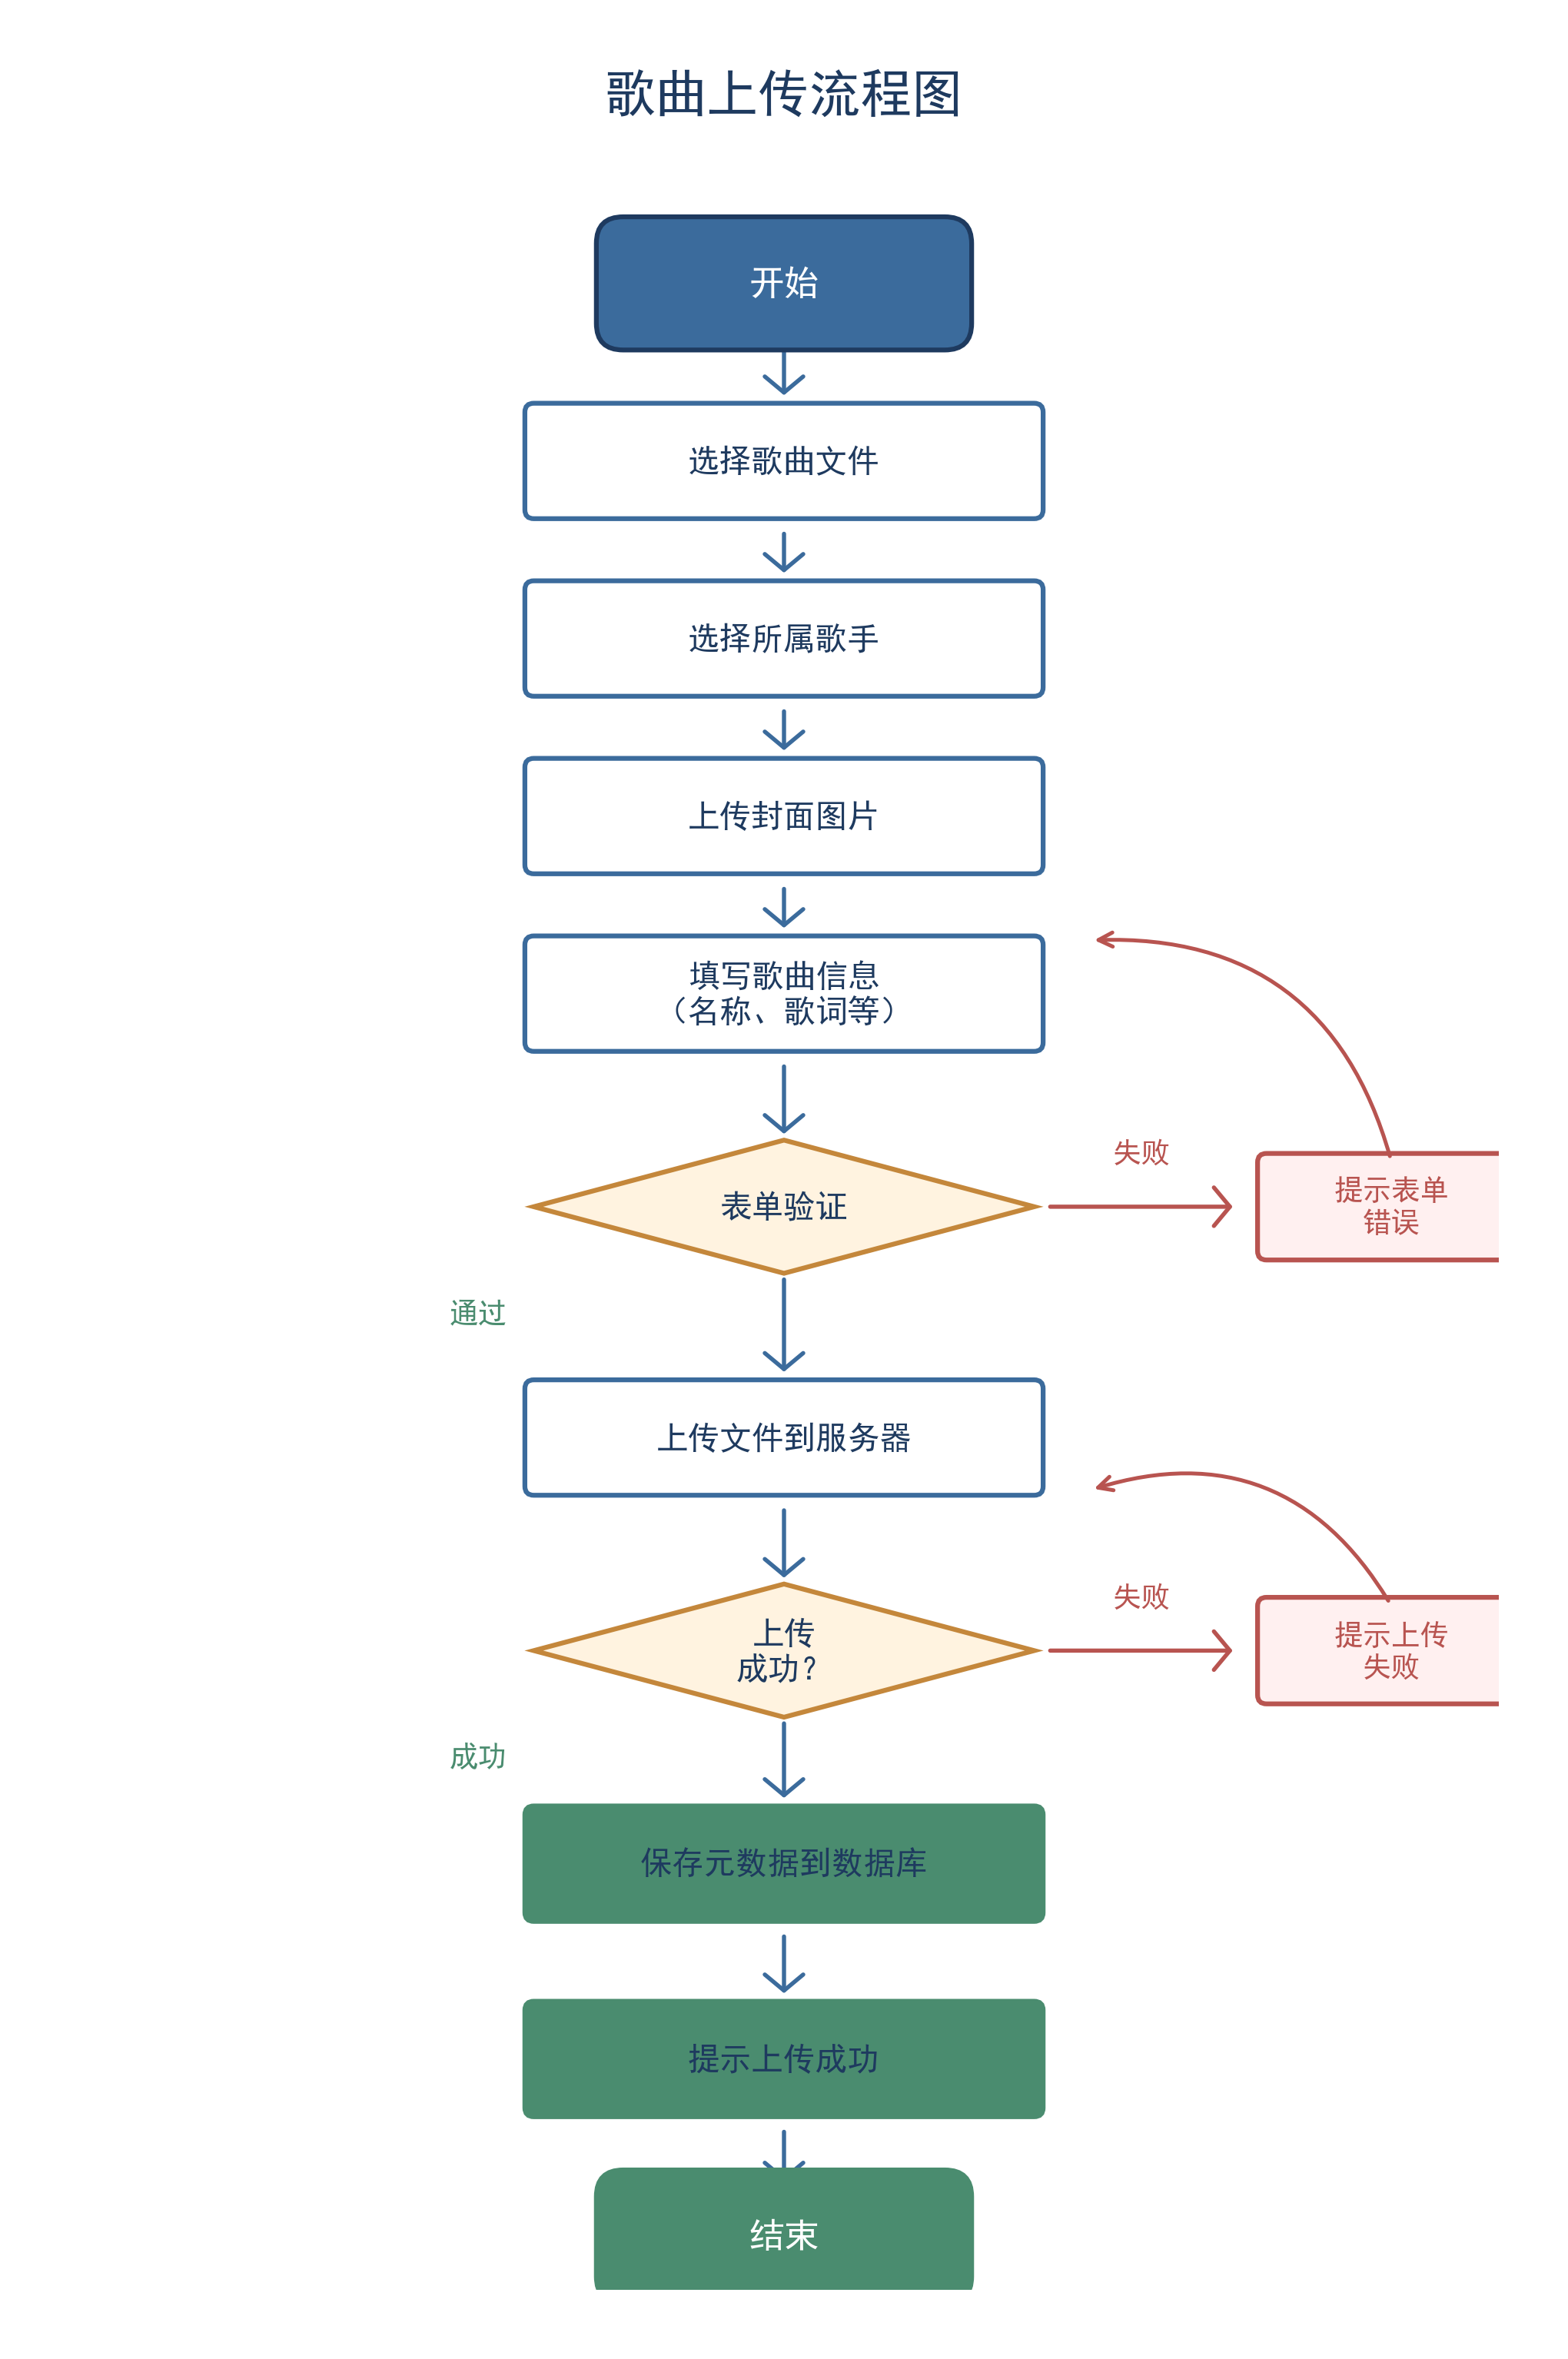 歌曲上传流程图
开始
选择歌曲文件
选择所属歌手
上传封面图片
填写歌曲信息
（名称、歌词等）
表单验证
失败
提示表单
错误
通过
上传文件到服务器
上传
成功?
失败
提示上传
失败
成功
保存元数据到数据库
提示上传成功
结束